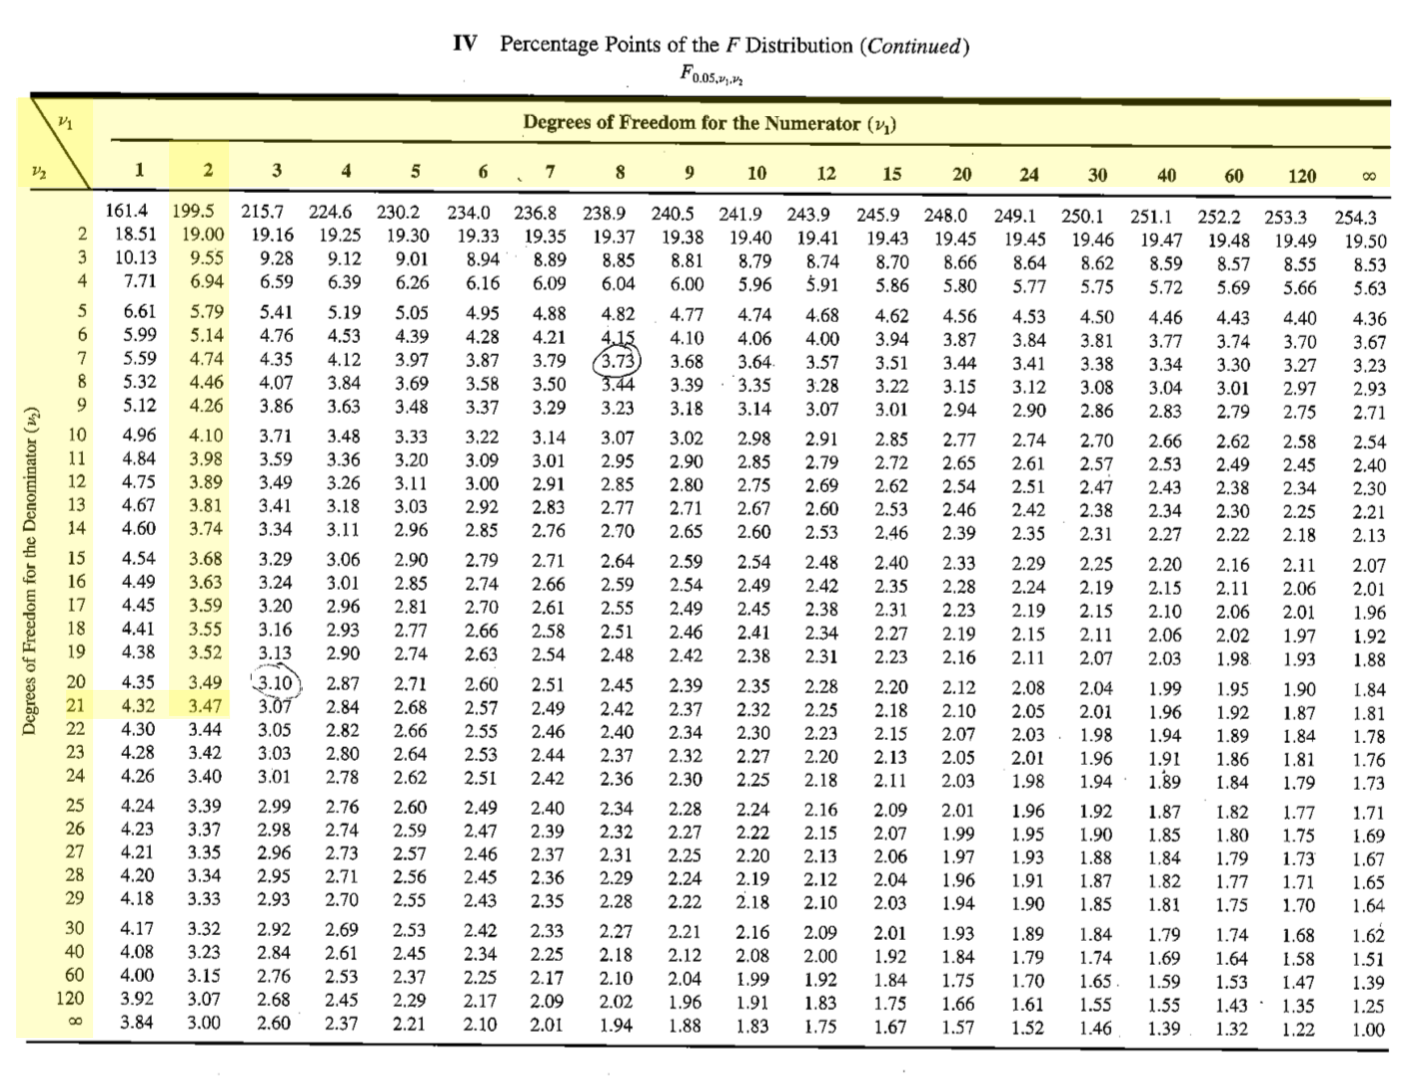 IV Percentage Points of the F Distribution (Continued)
F0.05,ν1,ν2
ν1 Degrees of Freedom for the Numerator (ν1)
ν2 1 2 3 4 5 6 7 8 9 10 12 15 20 24 30 40 60 120 ∞
161.4 199.5 215.7 224.6 230.2 234.0 236.8 238.9 240.5 241.9 243.9 245.9 248.0 249.1 250.1 251.1 252.2 253.3 254.3
2 18.51 19.00 19.16 19.25 19.30 19.33 19.35 19.37 19.38 19.40 19.41 19.43 19.45 19.45 19.46 19.47 19.48 19.49 19.50
3 10.13 9.55 9.28 9.12 9.01 8.94 8.89 8.85 8.81 8.79 8.74 8.70 8.66 8.64 8.62 8.59 8.57 8.55 8.53
4 7.71 6.94 6.59 6.39 6.26 6.16 6.09 6.04 6.00 5.96 5.91 5.86 5.80 5.77 5.75 5.72 5.69 5.66 5.63
5 6.61 5.79 5.41 5.19 5.05 4.95 4.88 4.82 4.77 4.74 4.68 4.62 4.56 4.53 4.50 4.46 4.43 4.40 4.36
6 5.99 5.14 4.76 4.53 4.39 4.28 4.21 4.15 4.10 4.06 4.00 3.94 3.87 3.84 3.81 3.77 3.74 3.70 3.67
7 5.59 4.74 4.35 4.12 3.97 3.87 3.79 3.73 3.68 3.64 3.57 3.51 3.44 3.41 3.38 3.34 3.30 3.27 3.23
8 5.32 4.46 4.07 3.84 3.69 3.58 3.50 3.44 3.39 3.35 3.28 3.22 3.15 3.12 3.08 3.04 3.01 2.97 2.93
9 5.12 4.26 3.86 3.63 3.48 3.37 3.29 3.23 3.18 3.14 3.07 3.01 2.94 2.90 2.86 2.83 2.79 2.75 2.71
10 4.96 4.10 3.71 3.48 3.33 3.22 3.14 3.07 3.02 2.98 2.91 2.85 2.77 2.74 2.70 2.66 2.62 2.58 2.54
11 4.84 3.98 3.59 3.36 3.20 3.09 3.01 2.95 2.90 2.85 2.79 2.72 2.65 2.61 2.57 2.53 2.49 2.45 2.40
12 4.75 3.89 3.49 3.26 3.11 3.00 2.91 2.85 2.80 2.75 2.69 2.62 2.54 2.51 2.47 2.43 2.38 2.34 2.30
13 4.67 3.81 3.41 3.18 3.03 2.92 2.83 2.77 2.71 2.67 2.60 2.53 2.46 2.42 2.38 2.34 2.30 2.25 2.21
14 4.60 3.74 3.34 3.11 2.96 2.85 2.76 2.70 2.65 2.60 2.53 2.46 2.39 2.35 2.31 2.27 2.22 2.18 2.13
15 4.54 3.68 3.29 3.06 2.90 2.79 2.71 2.64 2.59 2.54 2.48 2.40 2.33 2.29 2.25 2.20 2.16 2.11 2.07
16 4.49 3.63 3.24 3.01 2.85 2.74 2.66 2.59 2.54 2.49 2.42 2.35 2.28 2.24 2.19 2.15 2.11 2.06 2.01
17 4.45 3.59 3.20 2.96 2.81 2.70 2.61 2.55 2.49 2.45 2.38 2.31 2.23 2.19 2.15 2.10 2.06 2.01 1.96
18 4.41 3.55 3.16 2.93 2.77 2.66 2.58 2.51 2.46 2.41 2.34 2.27 2.19 2.15 2.11 2.06 2.02 1.97 1.92
19 4.38 3.52 3.13 2.90 2.74 2.63 2.54 2.48 2.42 2.38 2.31 2.23 2.16 2.11 2.07 2.03 1.98 1.93 1.88
20 4.35 3.49 3.10 2.87 2.71 2.60 2.51 2.45 2.39 2.35 2.28 2.20 2.12 2.08 2.04 1.99 1.95 1.90 1.84
21 4.32 3.47 3.07 2.84 2.68 2.57 2.49 2.42 2.37 2.32 2.25 2.18 2.10 2.05 2.01 1.96 1.92 1.87 1.81
22 4.30 3.44 3.05 2.82 2.66 2.55 2.46 2.40 2.34 2.30 2.23 2.15 2.07 2.03 1.98 1.94 1.89 1.84 1.78
23 4.28 3.42 3.03 2.80 2.64 2.53 2.44 2.37 2.32 2.27 2.20 2.13 2.05 2.01 1.96 1.91 1.86 1.81 1.76
24 4.26 3.40 3.01 2.78 2.62 2.51 2.42 2.36 2.30 2.25 2.18 2.11 2.03 1.98 1.94 1.89 1.84 1.79 1.73
25 4.24 3.39 2.99 2.76 2.60 2.49 2.40 2.34 2.28 2.24 2.16 2.09 2.01 1.96 1.92 1.87 1.82 1.77 1.71
26 4.23 3.37 2.98 2.74 2.59 2.47 2.39 2.32 2.27 2.22 2.15 2.07 1.99 1.95 1.90 1.85 1.80 1.75 1.69
27 4.21 3.35 2.96 2.73 2.57 2.46 2.37 2.31 2.25 2.20 2.13 2.06 1.97 1.93 1.88 1.84 1.79 1.73 1.67
28 4.20 3.34 2.95 2.71 2.56 2.45 2.36 2.29 2.24 2.19 2.12 2.04 1.96 1.91 1.87 1.82 1.77 1.71 1.65
29 4.18 3.33 2.93 2.70 2.55 2.43 2.35 2.28 2.22 2.18 2.10 2.03 1.94 1.90 1.85 1.81 1.75 1.70 1.64
30 4.17 3.32 2.92 2.69 2.53 2.42 2.33 2.27 2.21 2.16 2.09 2.01 1.93 1.89 1.84 1.79 1.74 1.68 1.62
40 4.08 3.23 2.84 2.61 2.45 2.34 2.25 2.18 2.12 2.08 2.00 1.92 1.84 1.79 1.74 1.69 1.64 1.58 1.51
60 4.00 3.15 2.76 2.53 2.37 2.25 2.17 2.10 2.04 1.99 1.92 1.84 1.75 1.70 1.65 1.59 1.53 1.47 1.39
120 3.92 3.07 2.68 2.45 2.29 2.17 2.09 2.02 1.96 1.91 1.83 1.75 1.66 1.61 1.55 1.55 1.43 1.35 1.25
∞ 3.84 3.00 2.60 2.37 2.21 2.10 2.01 1.94 1.88 1.83 1.75 1.67 1.57 1.52 1.46 1.39 1.32 1.22 1.00
Degrees of Freedom for the Denominator (ν2)